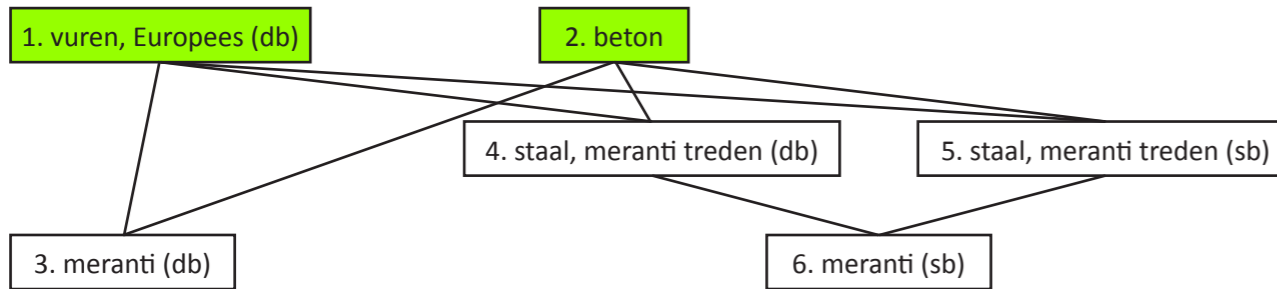 1. vuren, Europees (db)
2. beton
4. staal, meranti treden (db)
5. staal, meranti treden (sb)
3. meranti (db)
6. meranti (sb)